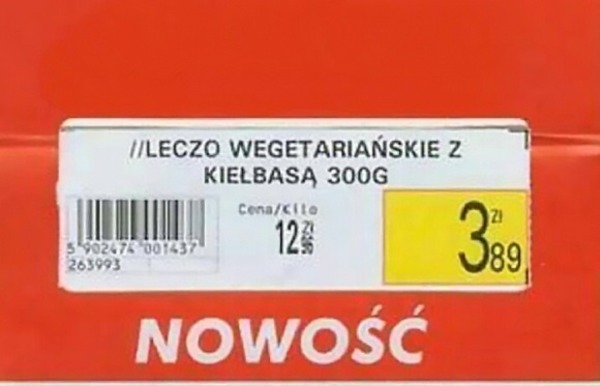 //LECZO WEGETARIAŃSKIE Z
KIEŁBASĄ 300G
Cena/Kilo
12 ZŁ 96
3 zł 89
5 902474 001437
263993
NOWOŚĆ